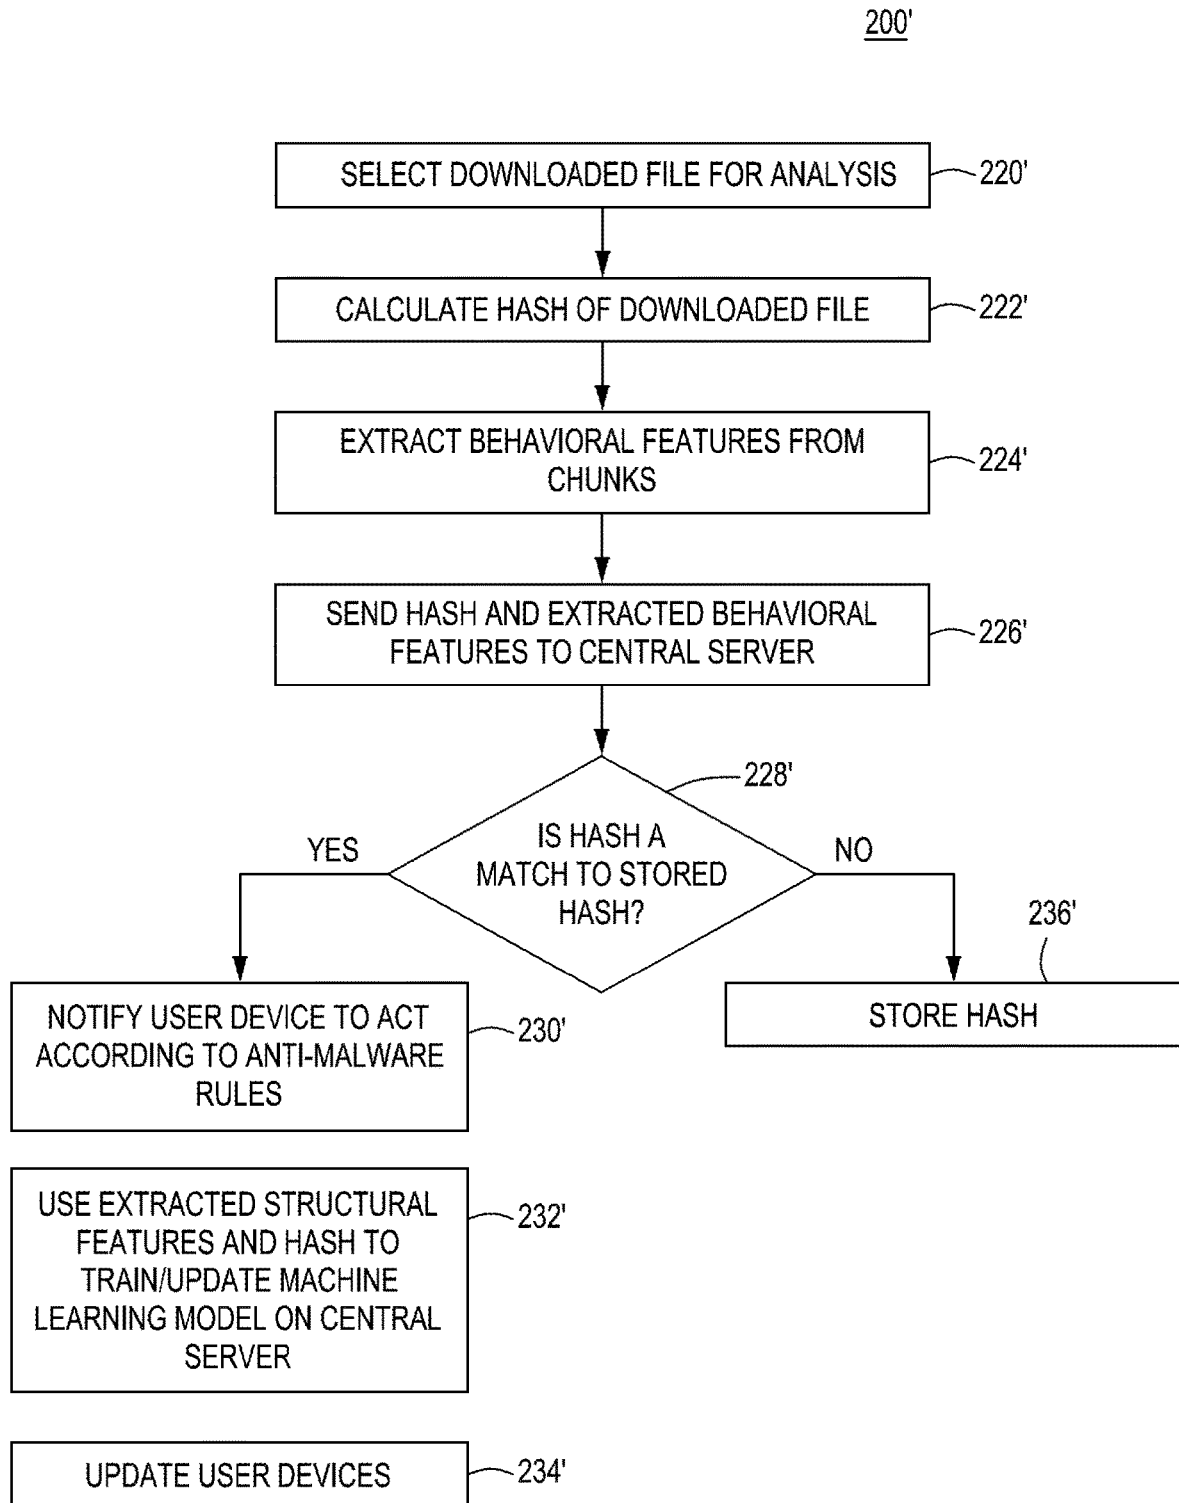 200'
SELECT DOWNLOADED FILE FOR ANALYSIS
220'
CALCULATE HASH OF DOWNLOADED FILE
222'
EXTRACT BEHAVIORAL FEATURES FROM
CHUNKS
224'
SEND HASH AND EXTRACTED BEHAVIORAL
FEATURES TO CENTRAL SERVER
226'
228'
IS HASH A
MATCH TO STORED
HASH?
YES
NO
236'
STORE HASH
NOTIFY USER DEVICE TO ACT
ACCORDING TO ANTI-MALWARE
RULES
230'
USE EXTRACTED STRUCTURAL
FEATURES AND HASH TO
TRAIN/UPDATE MACHINE
LEARNING MODEL ON CENTRAL
SERVER
232'
UPDATE USER DEVICES
234'